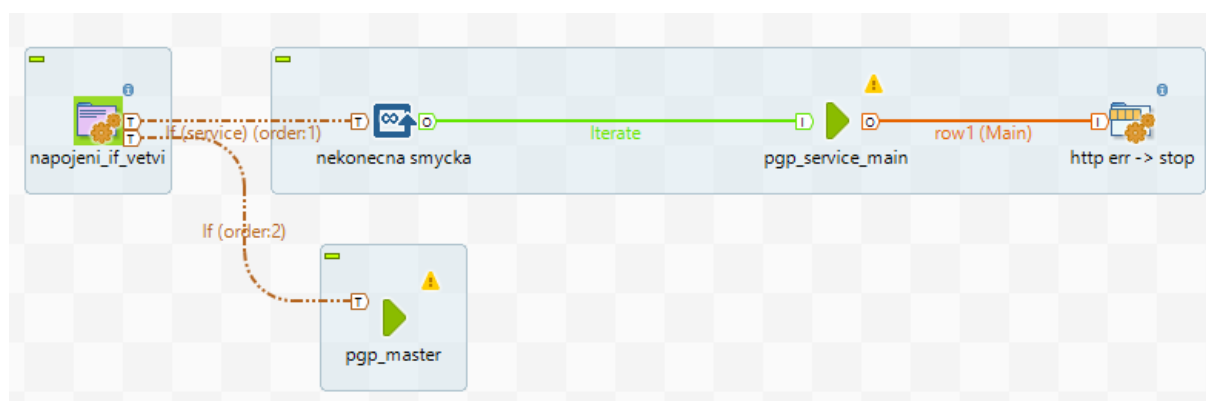 T
T
If (service) (order:1)
T
O
Iterate
I
O
row1 (Main)
I
napojeni_if_vetvi
nekonecna smycka
pgp_service_main
http err -> stop
If (order:2)
T
pgp_master